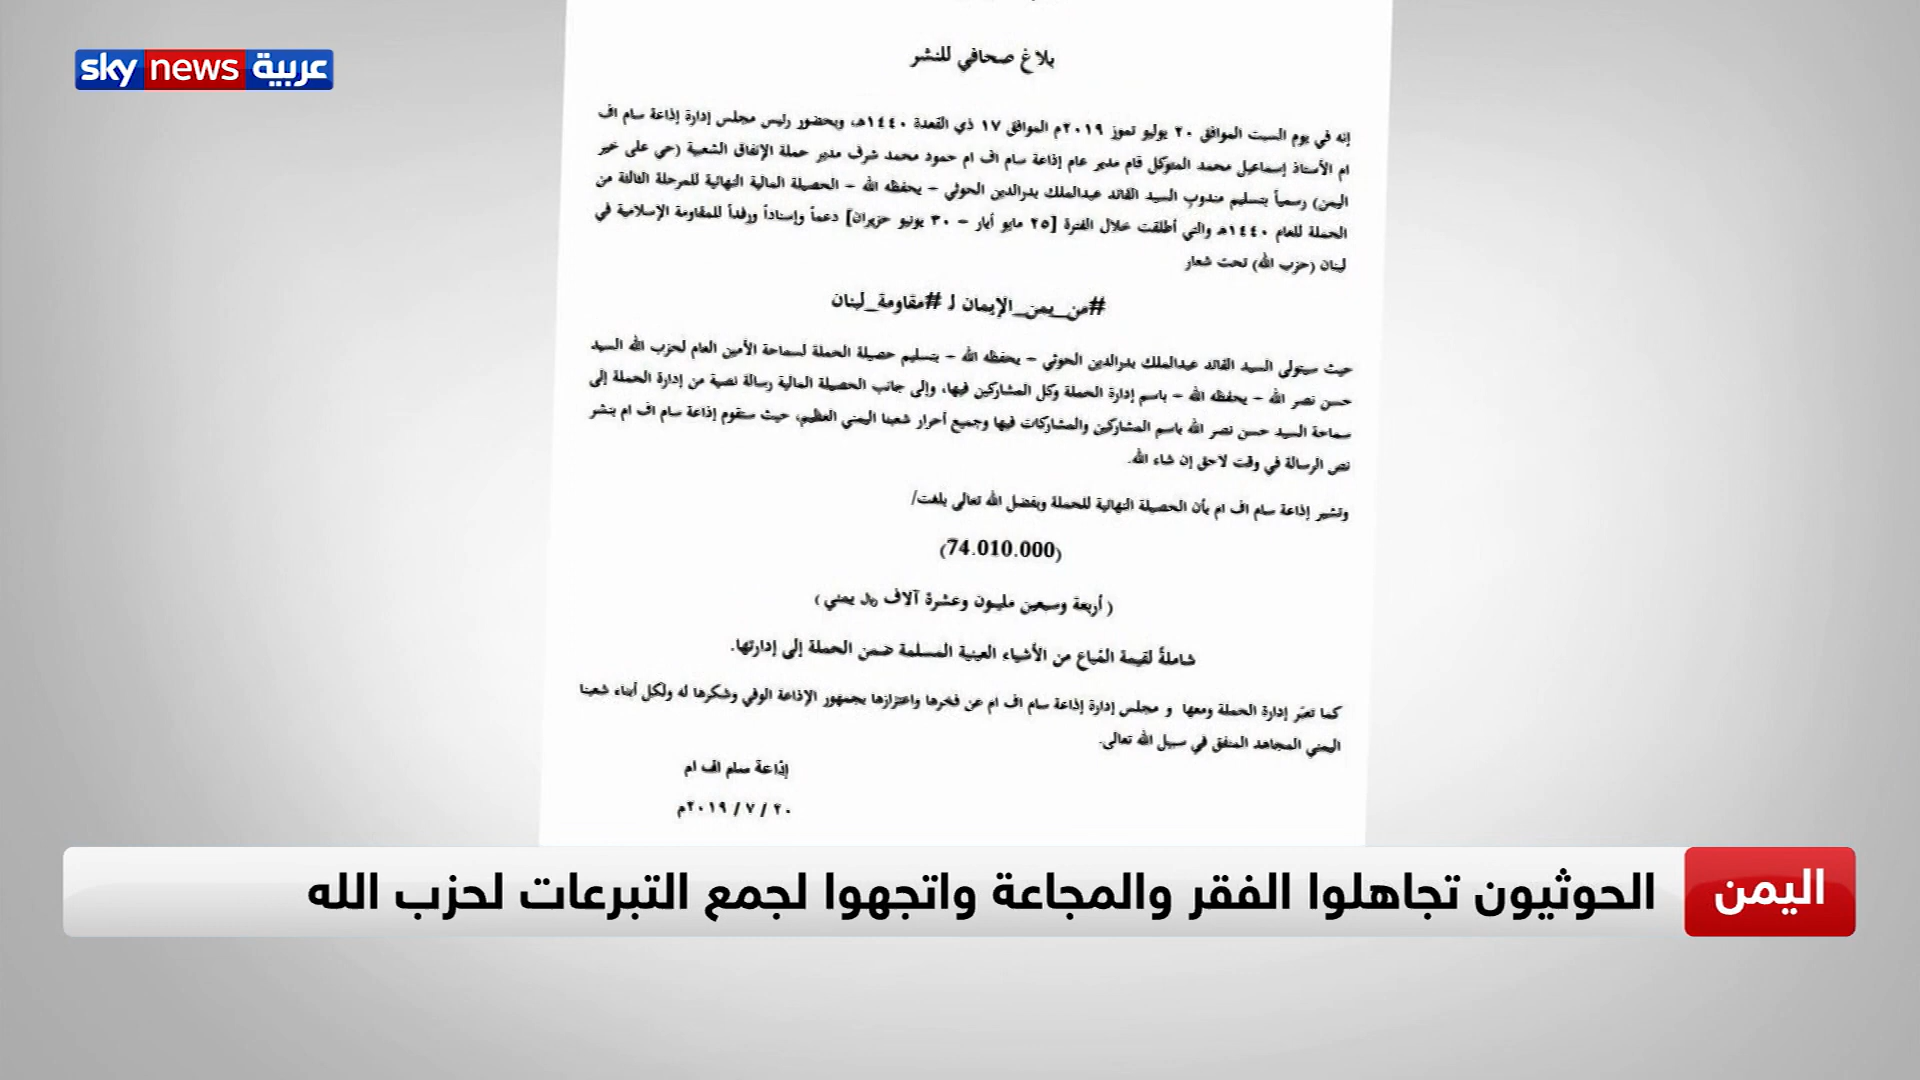 sky news عربية
بلاغ صحافي للنشر
إنه في يوم السبت الموافق ٢٠ يوليو تموز ٢٠١٩م الموافق ١٧ ذي القعدة ١٤٤٠هـ، وبحضور رئيس مجلس إدارة إذاعة سام اف
ام الأستاذ إسماعيل محمد المتوكل قام مدير عام إذاعة سام اف ام حمود محمد شرف مدير حملة الإنفاق الشعبية (حي على خير
اليمن) رسمياً بتسليم مندوب السيد القائد عبدالملك بدرالدين الحوثي – يحفظه الله – الحصيلة المالية النهائية للمرحلة الثالثة من
الحملة للعام ١٤٤٠هـ والتي أطلقت خلال الفترة [٢٥ مايو أيار – ٣٠ يونيو حزيران] دعماً وإسناداً ورفداً للمقاومة الإسلامية في
لبنان (حزب الله) تحت شعار
#من_يمن_الإيمان لـ #مقاومة_لبنان
حيث سيتولى السيد القائد عبدالملك بدرالدين الحوثي – يحفظه الله – بتسليم حصيلة الحملة لسماحة الأمين العام لحزب الله السيد
حسن نصر الله – يحفظه الله – باسم إدارة الحملة وكل المشاركين فيها، وإلى جانب الحصيلة المالية رسالة نصية من إدارة الحملة إلى
سماحة السيد حسن نصر الله باسم المشاركين والمشاركات فيها وجميع أحرار شعبنا اليمني العظيم، حيث ستقوم إذاعة سام اف ام بنشر
نص الرسالة في وقت لاحق إن شاء الله.
وتشير إذاعة سام اف ام بأن الحصيلة النهائية للحملة وبفضل الله تعالى بلغت/
(74.010.000)
( أربعة وسبعين مليون وعشرة آلاف ريال يمني )
شاملةً لقيمة المُباع من الأشياء العينية المسلمة ضمن الحملة إلى إدارتها.
كما تعبّر إدارة الحملة ومعها و مجلس إدارة إذاعة سام اف ام عن فخرها واعتزازها بجمهور الإذاعة الوفي وشكرها له ولكل أبناء شعبنا
اليمني المجاهد المنفق في سبيل الله تعالى.
إذاعة سام اف ام
٢٠ / ٧ / ٢٠١٩م
اليمن
الحوثيون تجاهلوا الفقر والمجاعة واتجهوا لجمع التبرعات لحزب الله